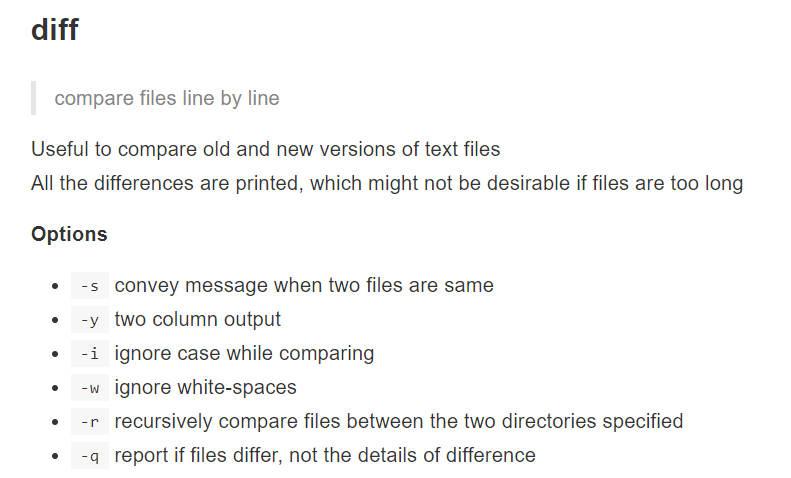 diff
compare files line by line
Useful to compare old and new versions of text files
All the differences are printed, which might not be desirable if files are too long
Options
-s convey message when two files are same
-y two column output
-i ignore case while comparing
-w ignore white-spaces
-r recursively compare files between the two directories specified
-q report if files differ, not the details of difference